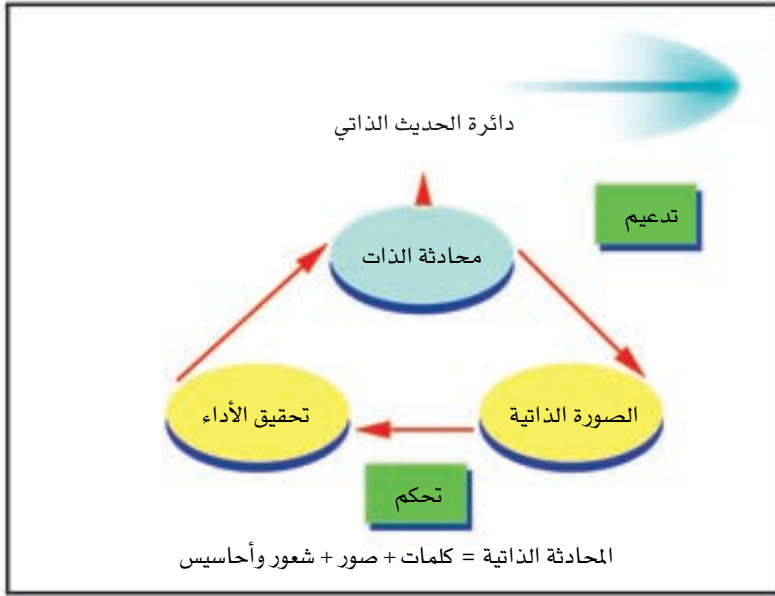 دائرة الحديث الذاتي
تدعيم
محادثة الذات
الصورة الذاتية
تحقيق الأداء
تحكم
المحادثة الذاتية = كلمات + صور + شعور وأحاسيس